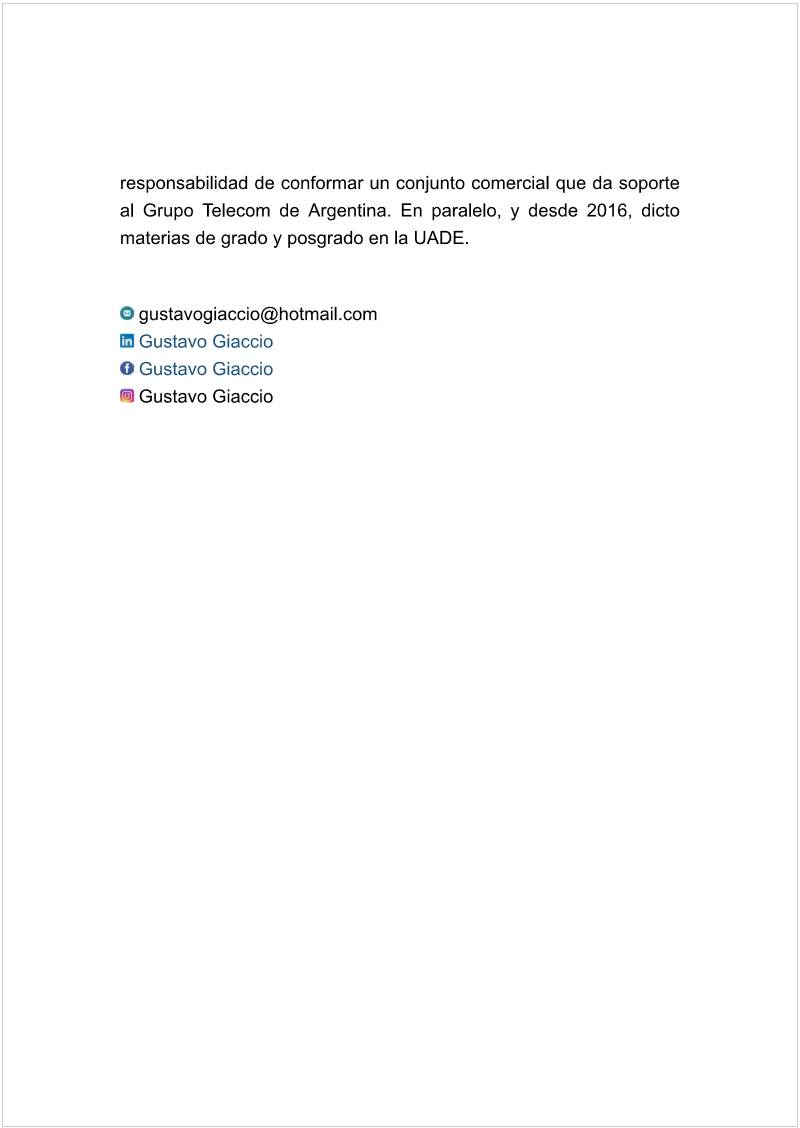 responsabilidad de conformar un conjunto comercial que da soporte
al Grupo Telecom de Argentina. En paralelo, y desde 2016, dicto
materias de grado y posgrado en la UADE.
gustavogiaccio@hotmail.com
Gustavo Giaccio
Gustavo Giaccio
Gustavo Giaccio